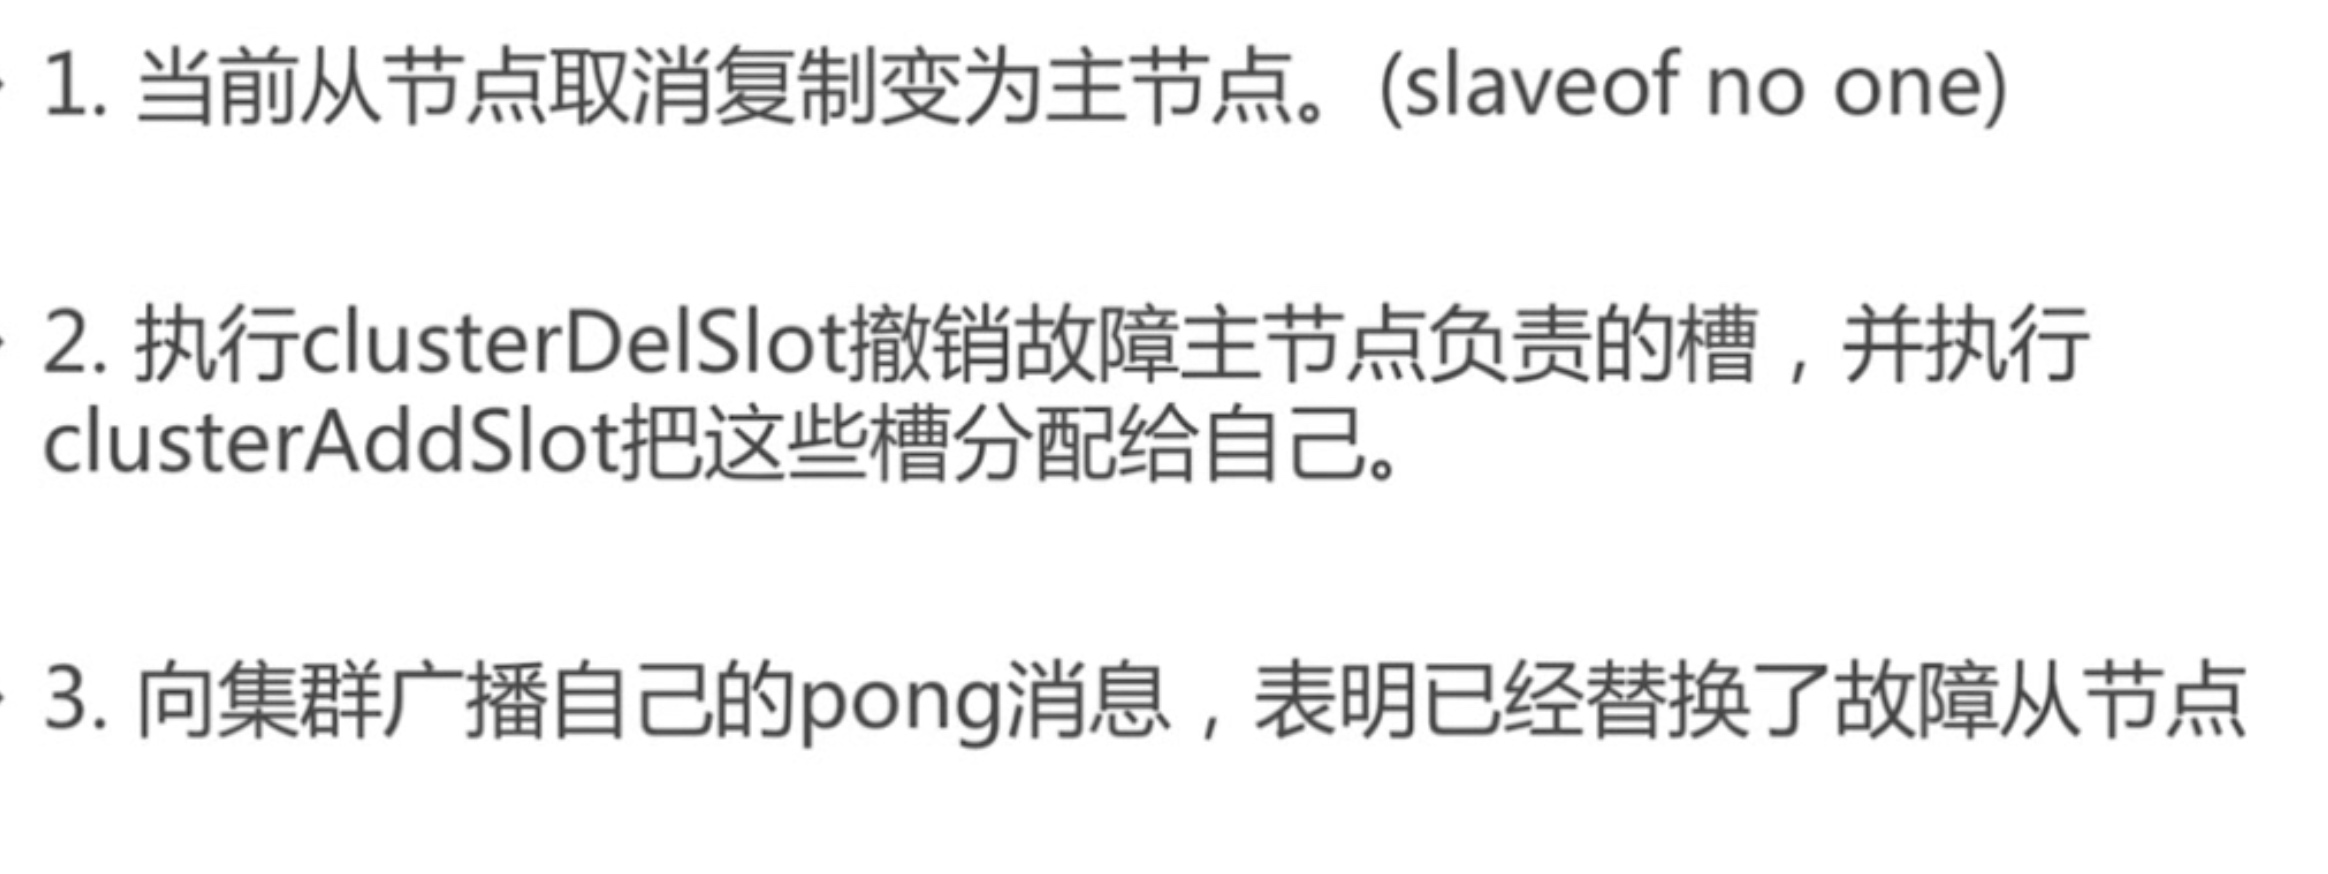 1. 当前从节点取消复制变为主节点。(slaveof no one)
2. 执行clusterDelSlot撤销故障主节点负责的槽，并执行
clusterAddSlot把这些槽分配给自己。
3. 向集群广播自己的pong消息，表明已经替换了故障从节点